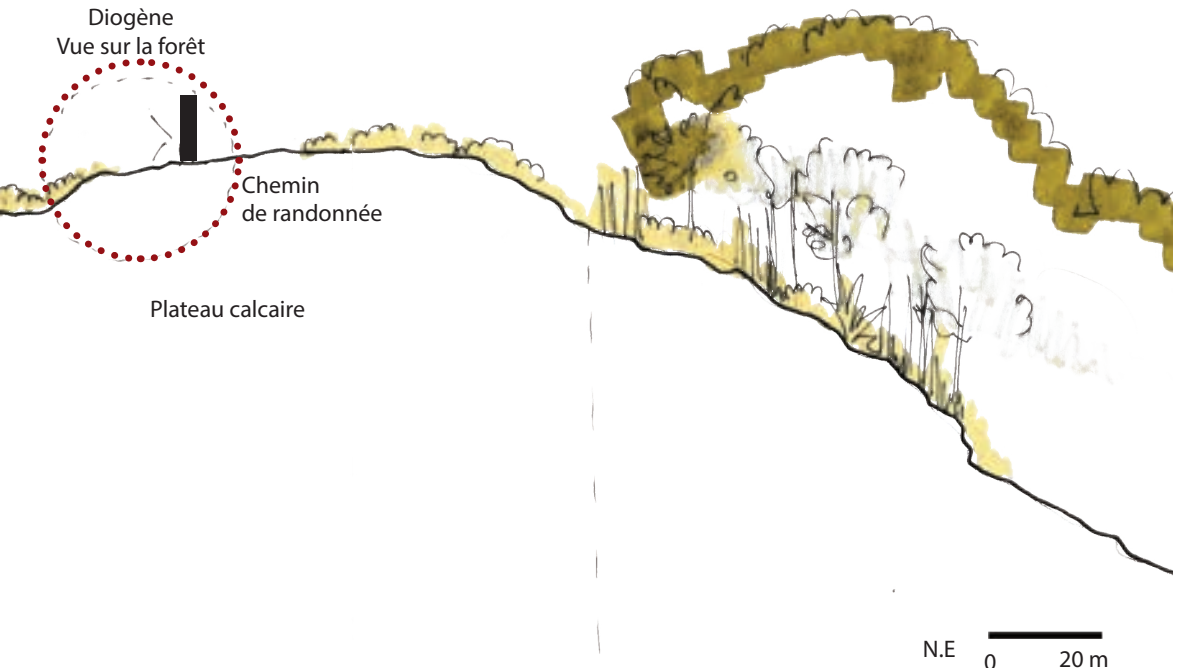 Diogène
Vue sur la forêt
Chemin
de randonnée
Plateau calcaire
N.E
0
20 m